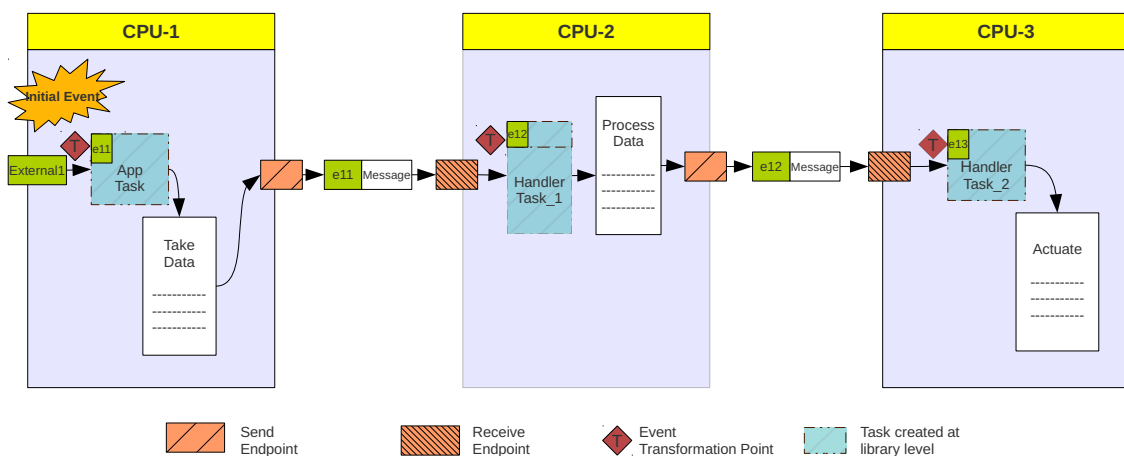 CPU-1
CPU-2
CPU-3
Initial Event
T
e11
External1
App
Task
Take
Data
-----------
-----------
-----------
e11
Message
T
e12
Handler
Task_1
Process
Data
-----------
-----------
-----------
e12
Message
T
e13
Handler
Task_2
Actuate
-----------
-----------
-----------
Send
Endpoint
Receive
Endpoint
T
Event
Transformation Point
Task created at
library level